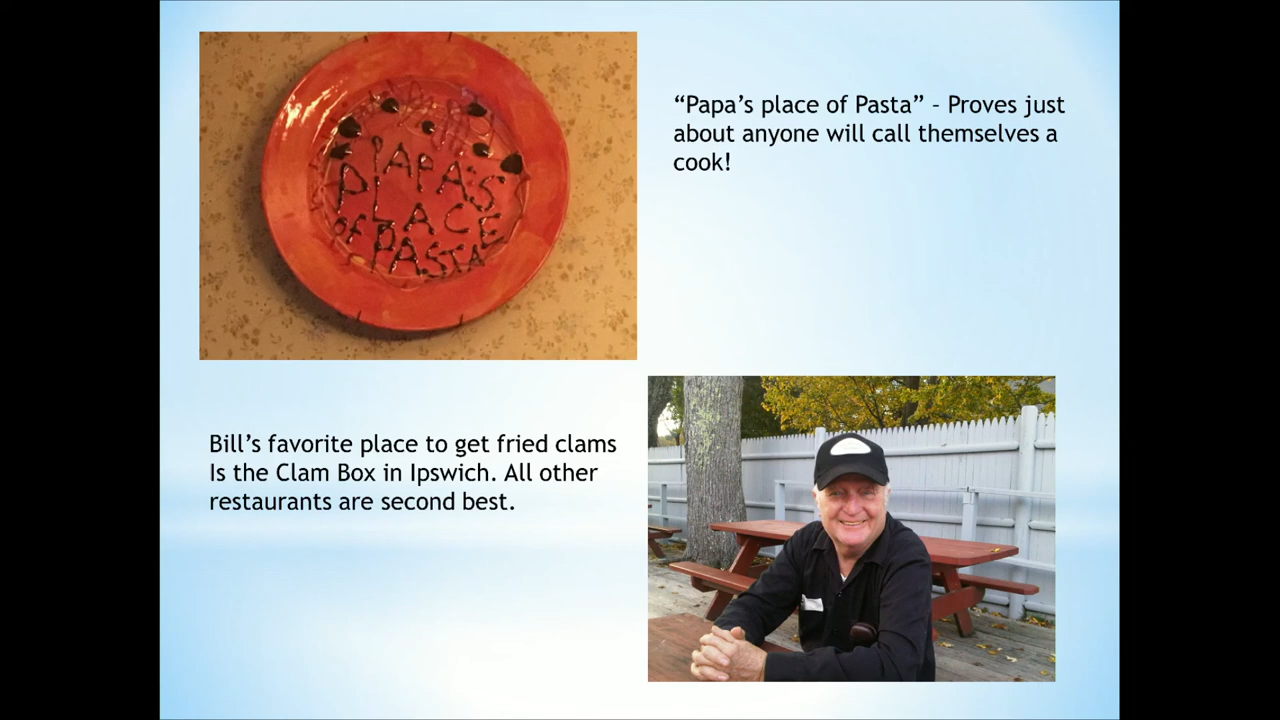 PAPA'S
PLACE
of PASTA
“Papa’s place of Pasta” – Proves just
about anyone will call themselves a
cook!
Bill’s favorite place to get fried clams
Is the Clam Box in Ipswich. All other
restaurants are second best.